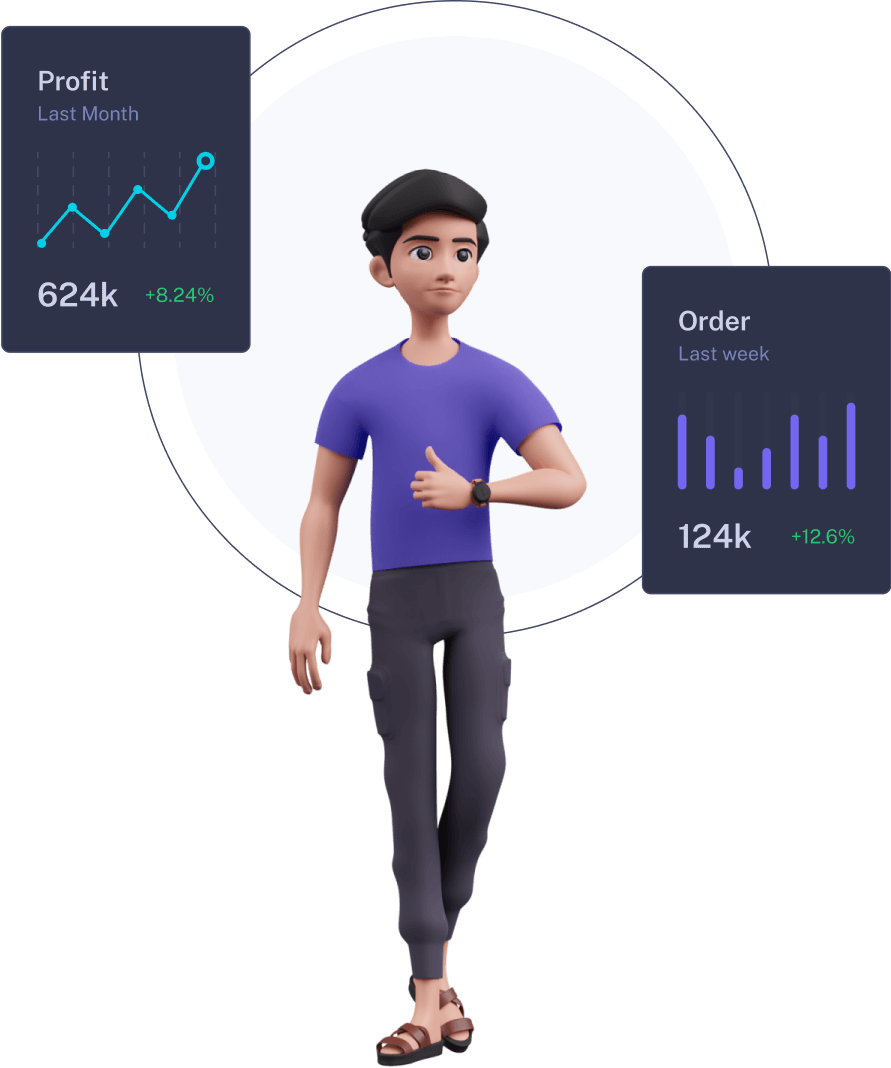 Profit
Last Month
624k +8.24%
Order
Last week
124k +12.6%